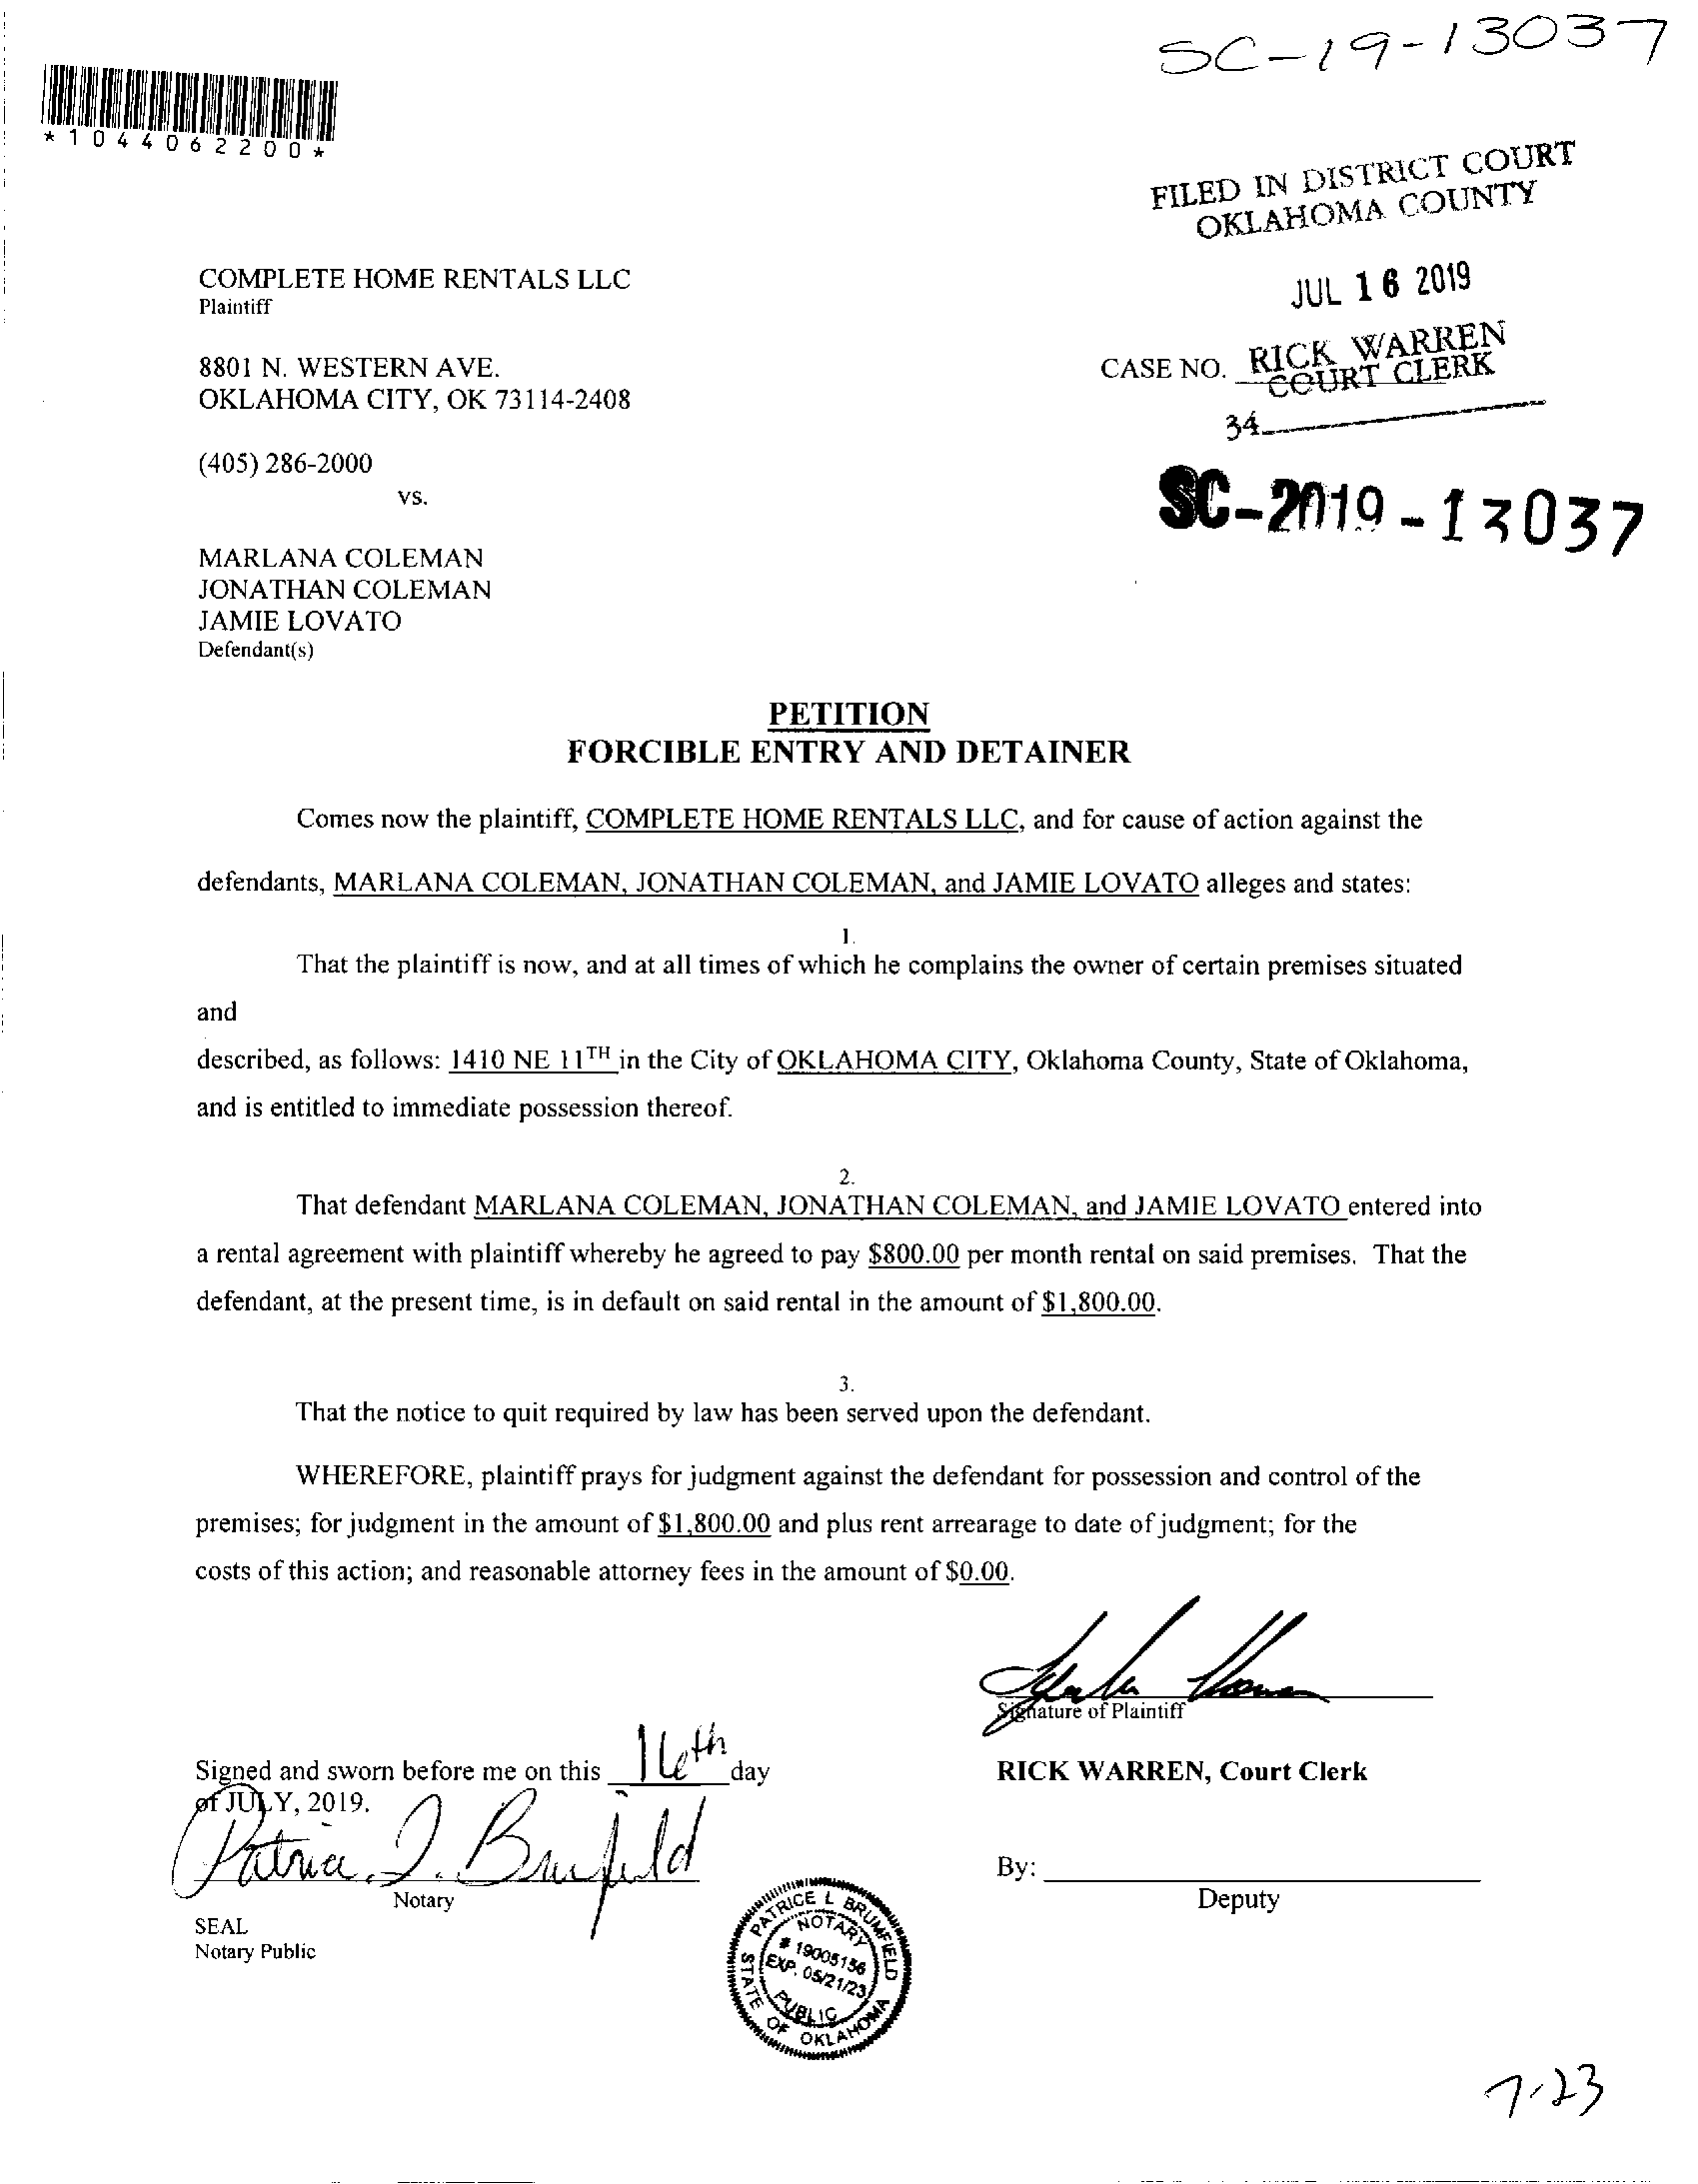 SC-19-13037
*1044062200*
FILED IN DISTRICT COURT
OKLAHOMA COUNTY
JUL 16 2019
COMPLETE HOME RENTALS LLC
Plaintiff
8801 N. WESTERN AVE.
OKLAHOMA CITY, OK 73114-2408
CASE NO. RICK WARREN
COURT CLERK
34
(405) 286-2000
vs.
SC-2019-13037
MARLANA COLEMAN
JONATHAN COLEMAN
JAMIE LOVATO
Defendant(s)
PETITION
FORCIBLE ENTRY AND DETAINER
Comes now the plaintiff, COMPLETE HOME RENTALS LLC, and for cause of action against the
defendants, MARLANA COLEMAN, JONATHAN COLEMAN, and JAMIE LOVATO alleges and states:
1.
That the plaintiff is now, and at all times of which he complains the owner of certain premises situated
and
described, as follows: 1410 NE 11TH in the City of OKLAHOMA CITY, Oklahoma County, State of Oklahoma,
and is entitled to immediate possession thereof.
2.
That defendant MARLANA COLEMAN, JONATHAN COLEMAN, and JAMIE LOVATO entered into
a rental agreement with plaintiff whereby he agreed to pay $800.00 per month rental on said premises. That the
defendant, at the present time, is in default on said rental in the amount of $1,800.00.
3.
That the notice to quit required by law has been served upon the defendant.
WHEREFORE, plaintiff prays for judgment against the defendant for possession and control of the
premises; for judgment in the amount of $1,800.00 and plus rent arrearage to date of judgment; for the
costs of this action; and reasonable attorney fees in the amount of $0.00.
Signature of Plaintiff
Signed and sworn before me on this 16th day
of JULY, 2019.
RICK WARREN, Court Clerk
Patrice L. Brumfield
Notary
By:
Deputy
SEAL
Notary Public
PATRICE L BRUMFIELD
NOTARY
# 19005156
EXP. 05/21/23
PUBLIC
STATE OF OKLAHOMA
7-23